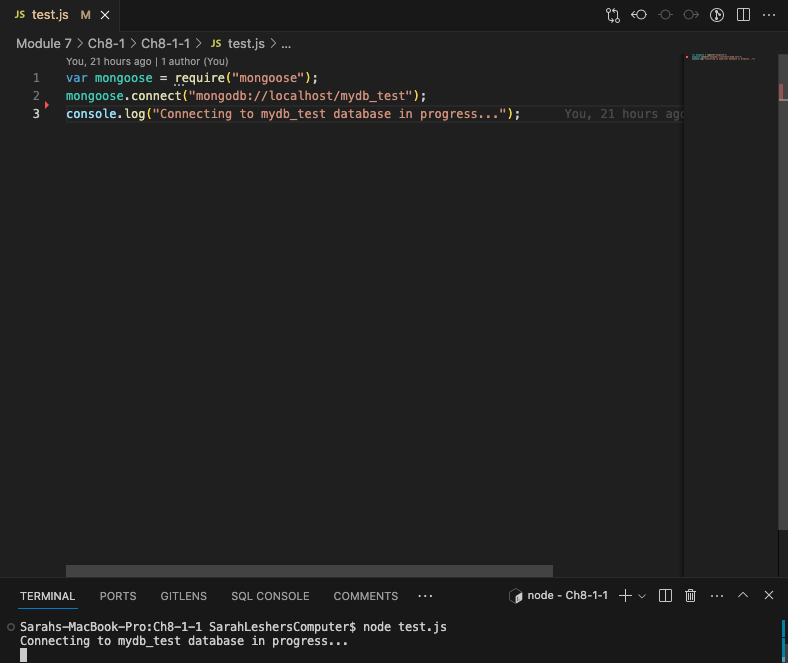 JS test.js M
Module 7 > Ch8-1 > Ch8-1-1 > JS test.js > ...
You, 21 hours ago | 1 author (You)
1 var mongoose = require("mongoose");
2 mongoose.connect("mongodb://localhost/mydb_test");
3 console.log("Connecting to mydb_test database in progress..."); You, 21 hours ago
TERMINAL PORTS GITLENS SQL CONSOLE COMMENTS ... node - Ch8-1-1
Sarahs-MacBook-Pro:Ch8-1-1 SarahLeshersComputer$ node test.js
Connecting to mydb_test database in progress...